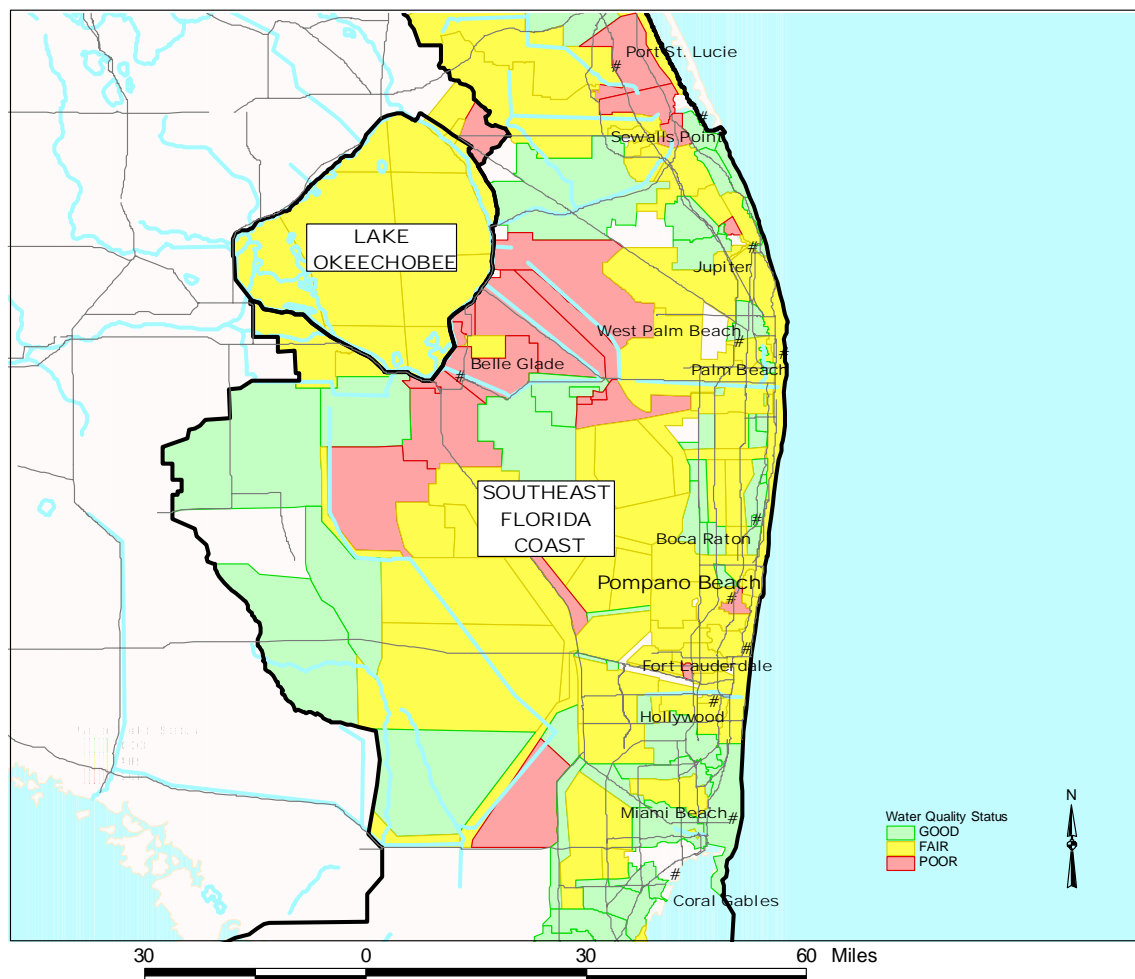 Port St. Lucie
#
#
Sewalls Point
LAKE
OKEECHOBEE
#
Jupiter
West Palm Beach
#
#
Belle Glade
#
Palm Beach
SOUTHEAST
FLORIDA
COAST
#
Boca Raton
Pompano Beach
#
#
Fort Lauderdale
#
Hollywood
Miami Beach
#
#
Coral Gables
N
Water Quality Status
GOOD
FAIR
POOR
30 0 30 60 Miles